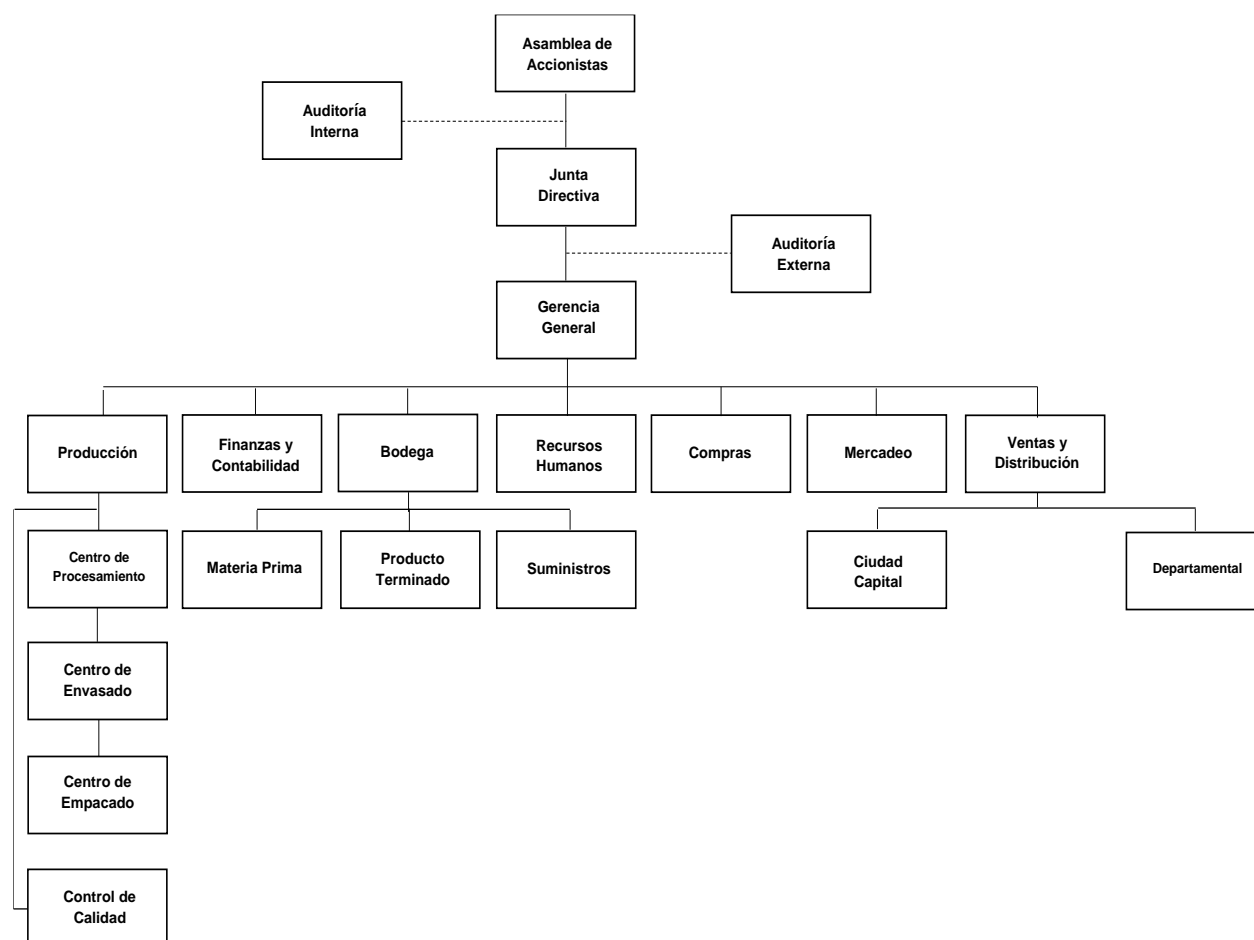 Asamblea de
Accionistas
Auditoría
Interna
Junta
Directiva
Auditoría
Externa
Gerencia
General
Producción
Finanzas y
Contabilidad
Bodega
Recursos
Humanos
Compras
Mercadeo
Ventas y
Distribución
Centro de
Procesamiento
Materia Prima
Producto
Terminado
Suministros
Ciudad
Capital
Departamental
Centro de
Envasado
Centro de
Empacado
Control de
Calidad